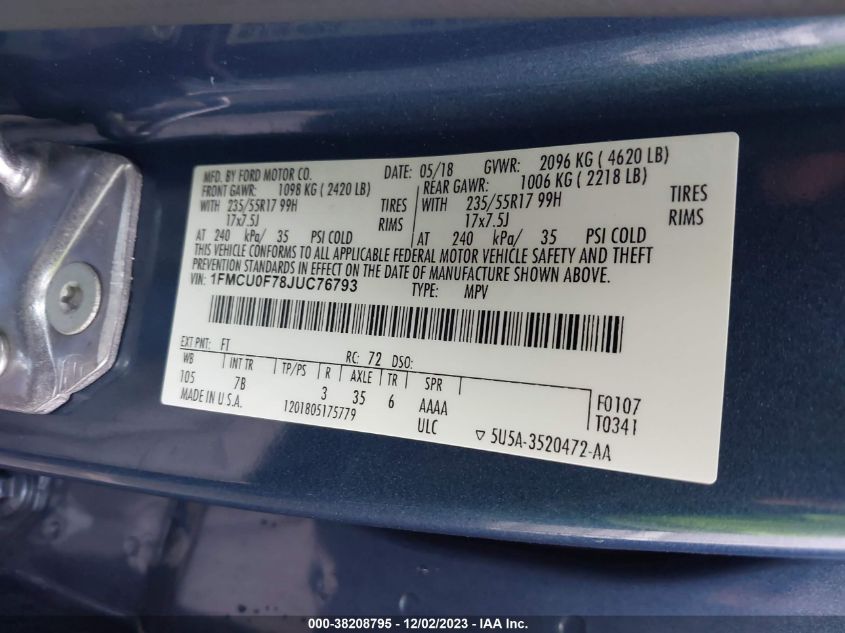 MFD. BY FORD MOTOR CO. DATE: 05/18 GVWR: 2096 KG ( 4620 LB)
FRONT GAWR: 1098 KG ( 2420 LB) REAR GAWR: 1006 KG ( 2218 LB)
WITH 235/55R17 99H TIRES WITH 235/55R17 99H TIRES
17x7.5J RIMS 17x7.5J RIMS
AT 240 kPa/ 35 PSI COLD AT 240 kPa/ 35 PSI COLD
THIS VEHICLE CONFORMS TO ALL APPLICABLE FEDERAL MOTOR VEHICLE SAFETY AND THEFT
PREVENTION STANDARDS IN EFFECT ON THE DATE OF MANUFACTURE SHOWN ABOVE.
VIN: 1FMCU0F78JUC76793 TYPE: MPV
EXT PNT: FT RC: 72 DSO:
WB INT TR TP/PS R AXLE TR SPR
105 7B 3 35 6 AAAA F0107
MADE IN U.S.A. 1201805175779 ULC T0341
▽ 5U5A-3520472-AA
000-38208795 - 12/02/2023 - 5USA - IAA Inc.